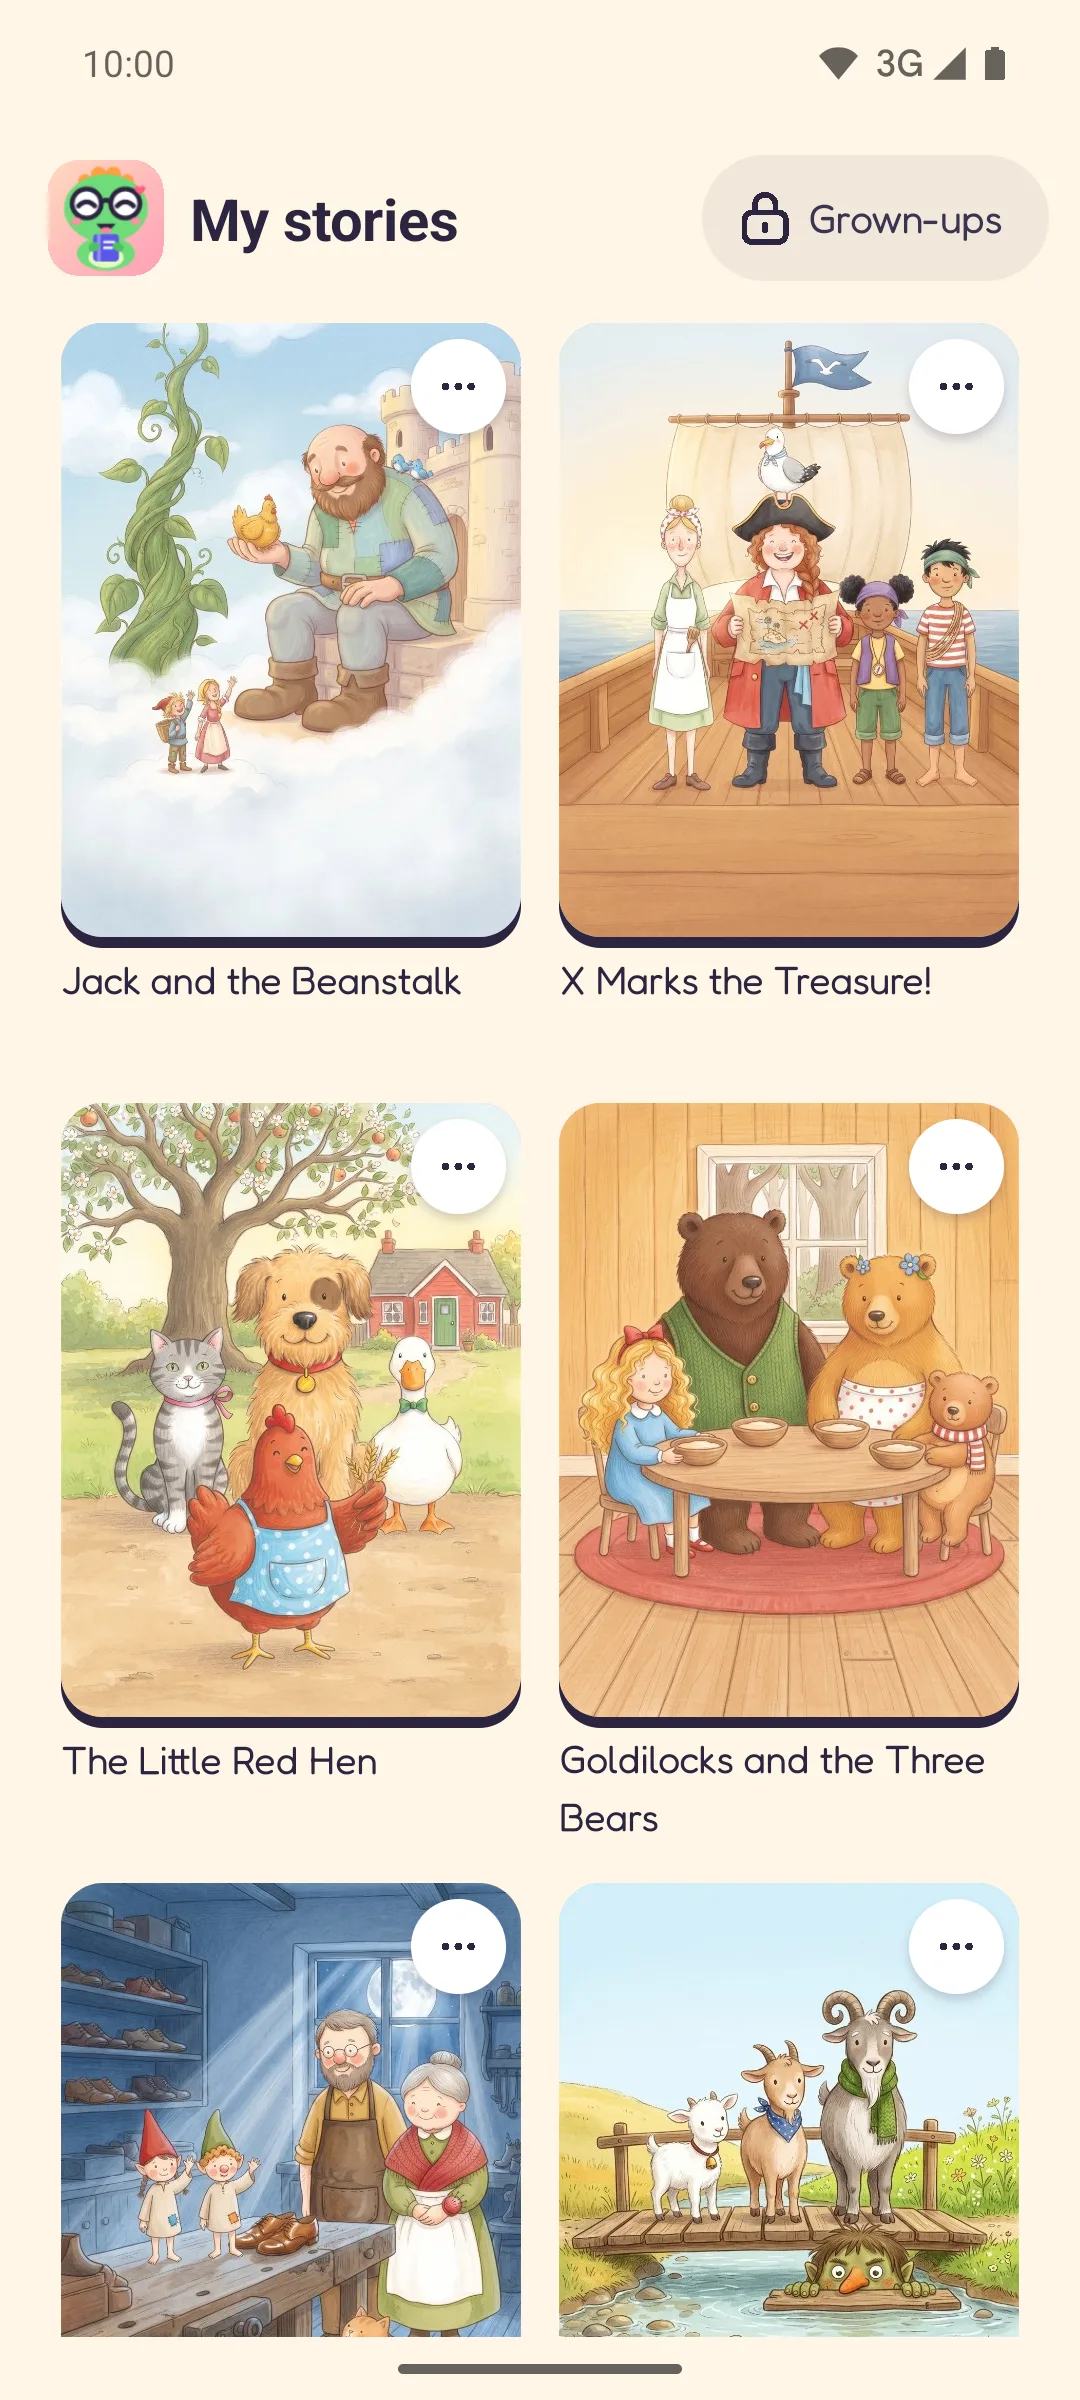 10:00
3G
My stories
Grown-ups
Jack and the Beanstalk
X Marks the Treasure!
The Little Red Hen
Goldilocks and the Three
Bears